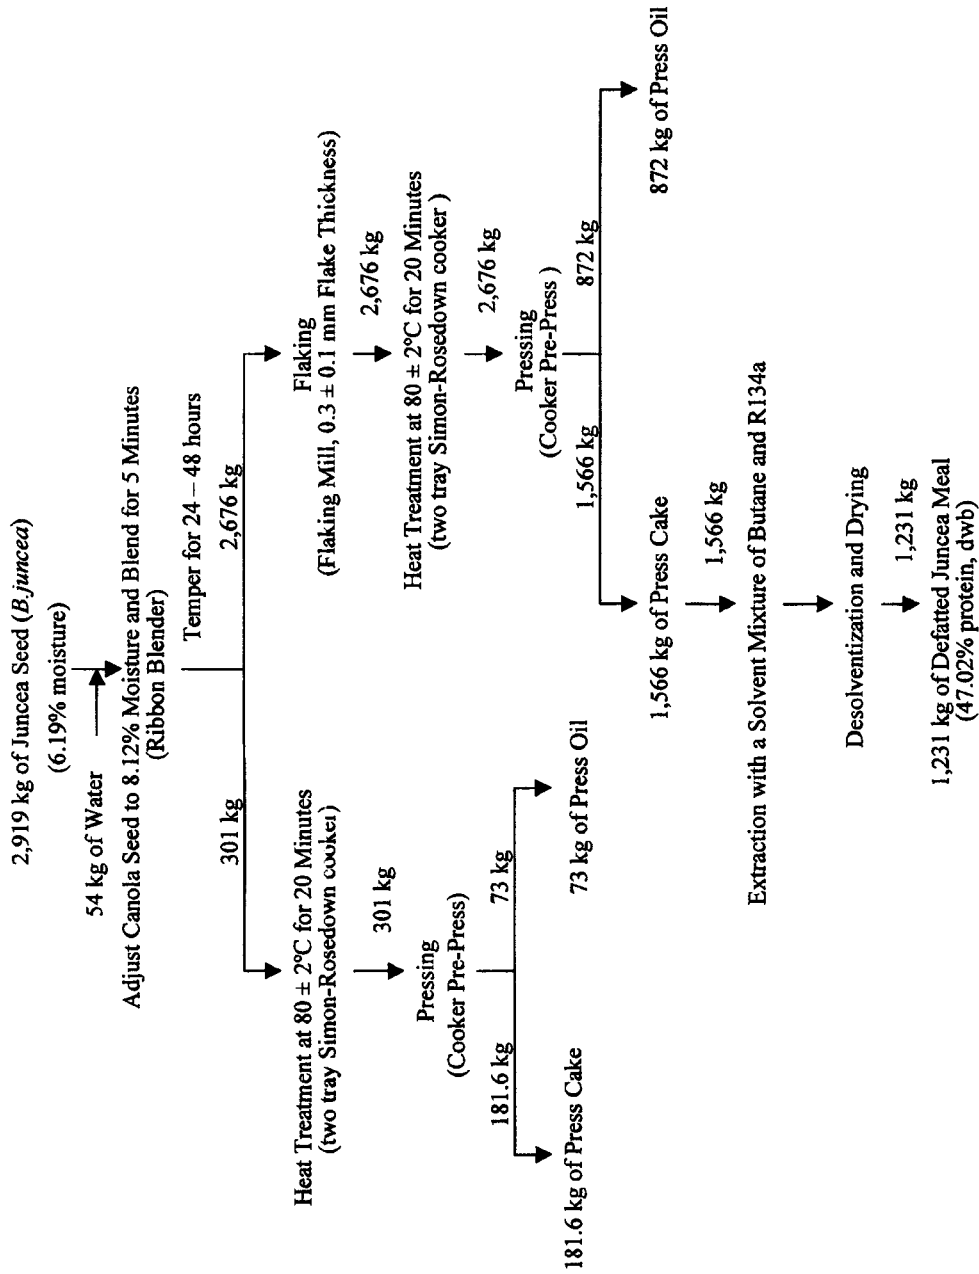 2,919 kg of Juncea Seed (B.juncea)
(6.19% moisture)
54 kg of Water
Adjust Canola Seed to 8.12% Moisture and Blend for 5 Minutes
(Ribbon Blender)
Temper for 24 – 48 hours
301 kg
2,676 kg
Heat Treatment at 80 ± 2°C for 20 Minutes
(two tray Simon-Rosedown cooker)
301 kg
Pressing
(Cooker Pre-Press)
181.6 kg
73 kg
181.6 kg of Press Cake
73 kg of Press Oil
Flaking
(Flaking Mill, 0.3 ± 0.1 mm Flake Thickness)
2,676 kg
Heat Treatment at 80 ± 2°C for 20 Minutes
(two tray Simon-Rosedown cooker )
2,676 kg
Pressing
(Cooker Pre-Press )
1,566 kg
872 kg
1,566 kg of Press Cake
872 kg of Press Oil
1,566 kg
Extraction with a Solvent Mixture of Butane and R134a
Desolventization and Drying
1,231 kg
1,231 kg of Defatted Juncea Meal
(47.02% protein, dwb)